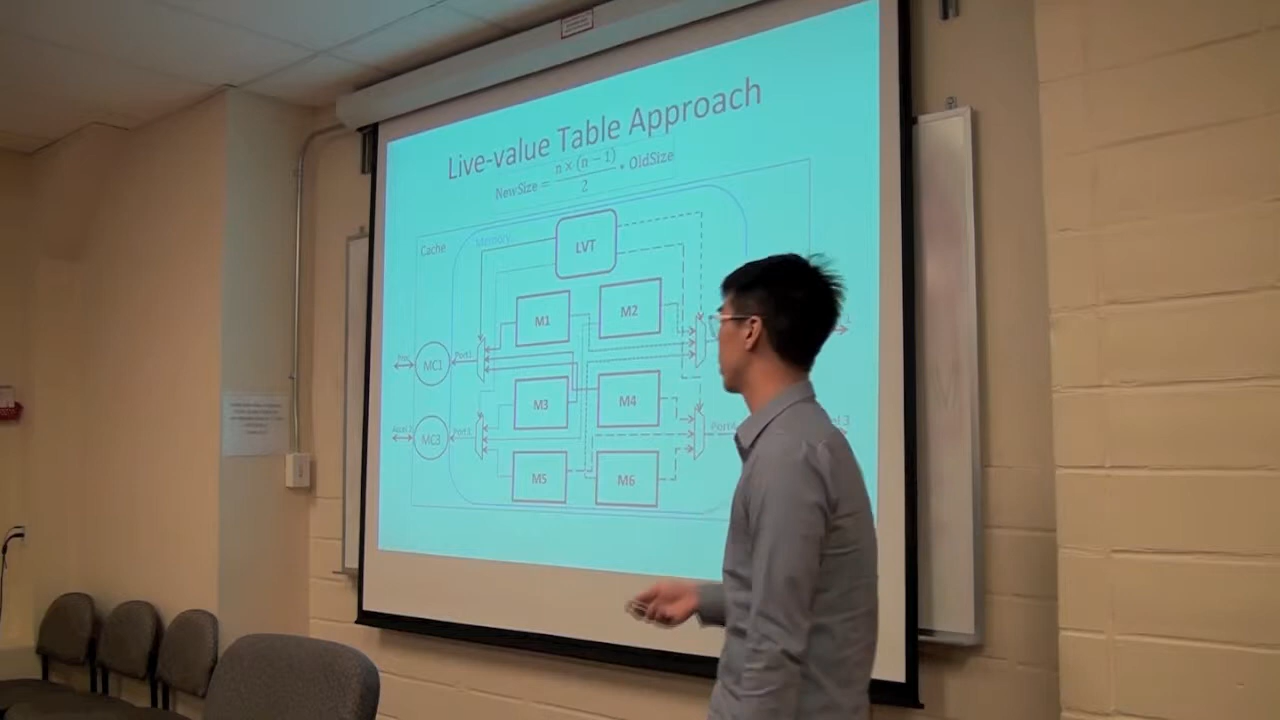 Live-value Table Approach
NewSize = n × (n − 1) / 2 * OldSize
Cache
Memory
LVT
M1
M2
MC1
Port1
M3
M4
MC3
Port4
M5
M6